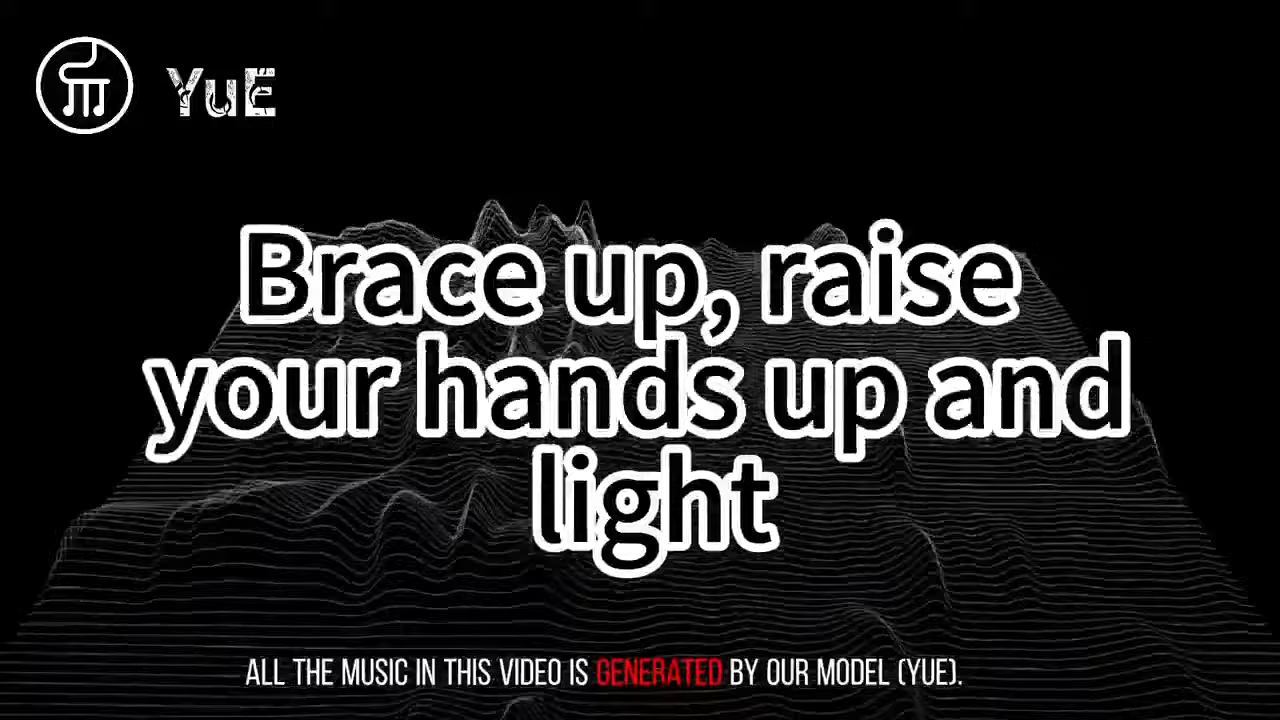 YuE
Brace up, raise
your hands up and
light
ALL THE MUSIC IN THIS VIDEO IS GENERATED BY OUR MODEL (YUE).